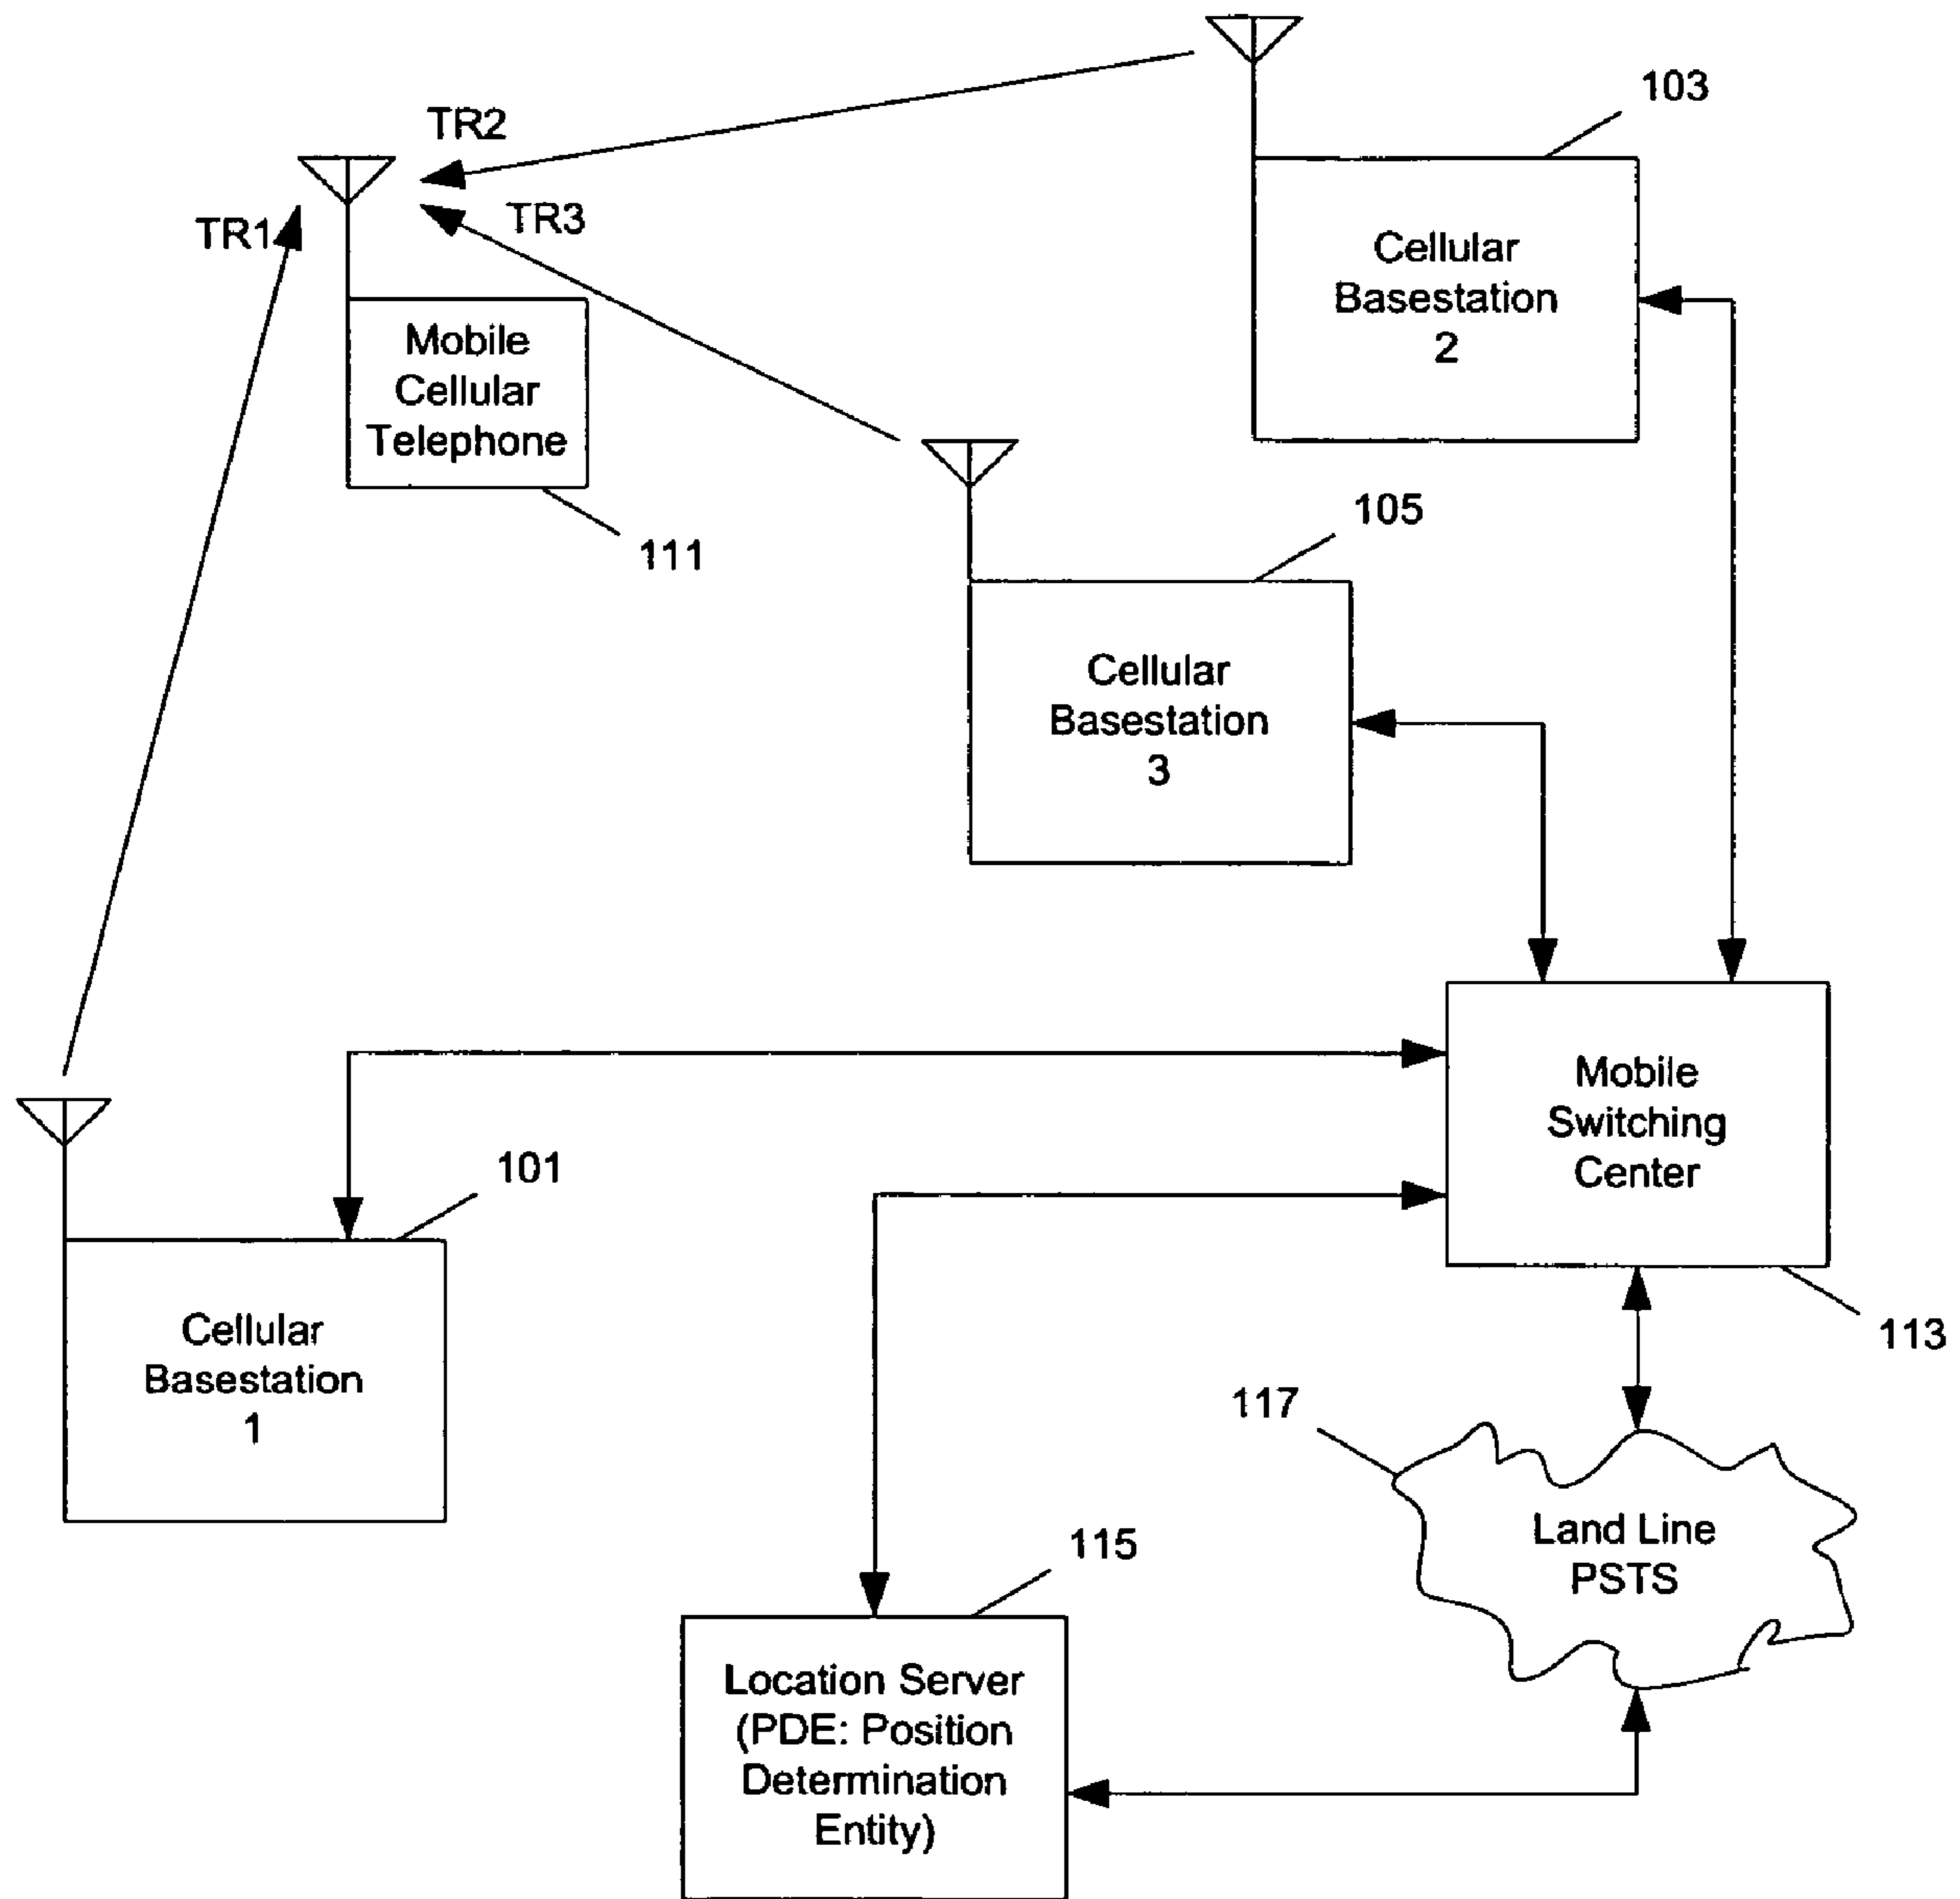 103
TR2
TR1
TR3
Cellular
Basestation
2
Mobile
Cellular
Telephone
111
105
Cellular
Basestation
3
Mobile
Switching
Center
101
113
Cellular
Basestation
1
117
Land Line
PSTS
115
Location Server
(PDE: Position
Determination
Entity)